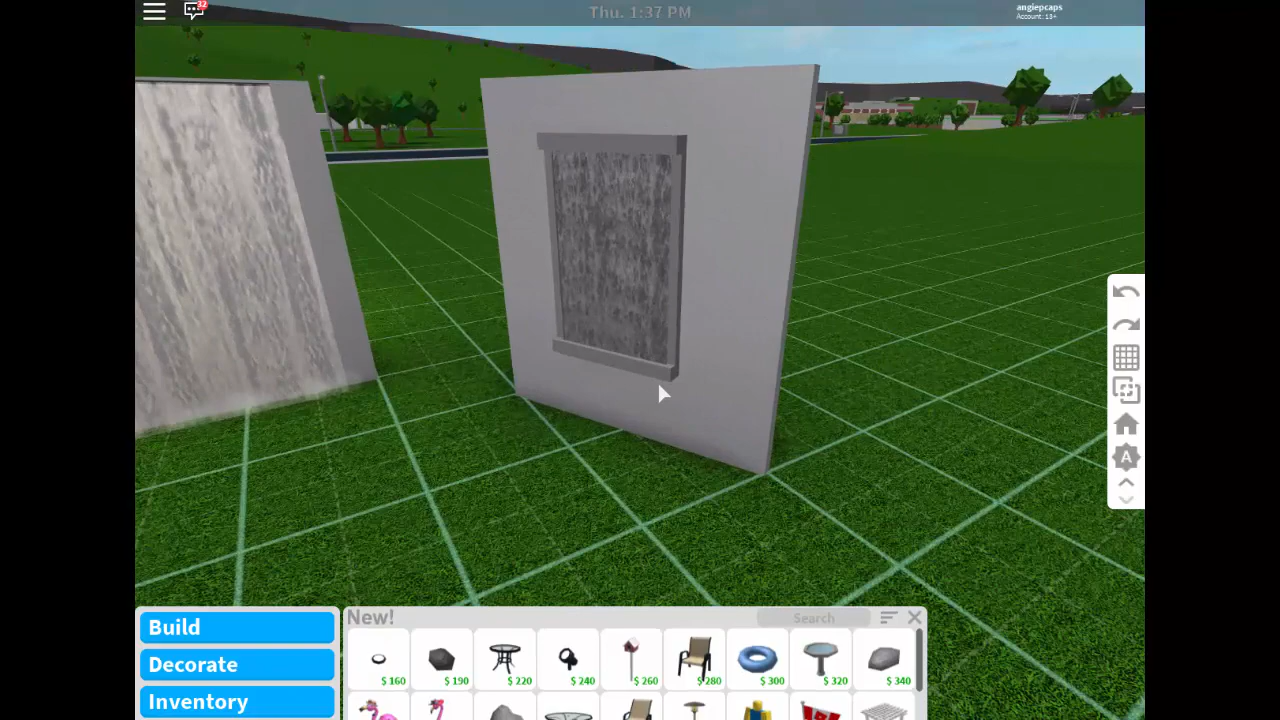 32
Thu. 1:37 PM
angiepcaps
Account: 13+
A
Build
Decorate
Inventory
New!
Search
$ 160
$ 190
$ 220
$ 240
$ 260
$ 280
$ 300
$ 320
$ 340